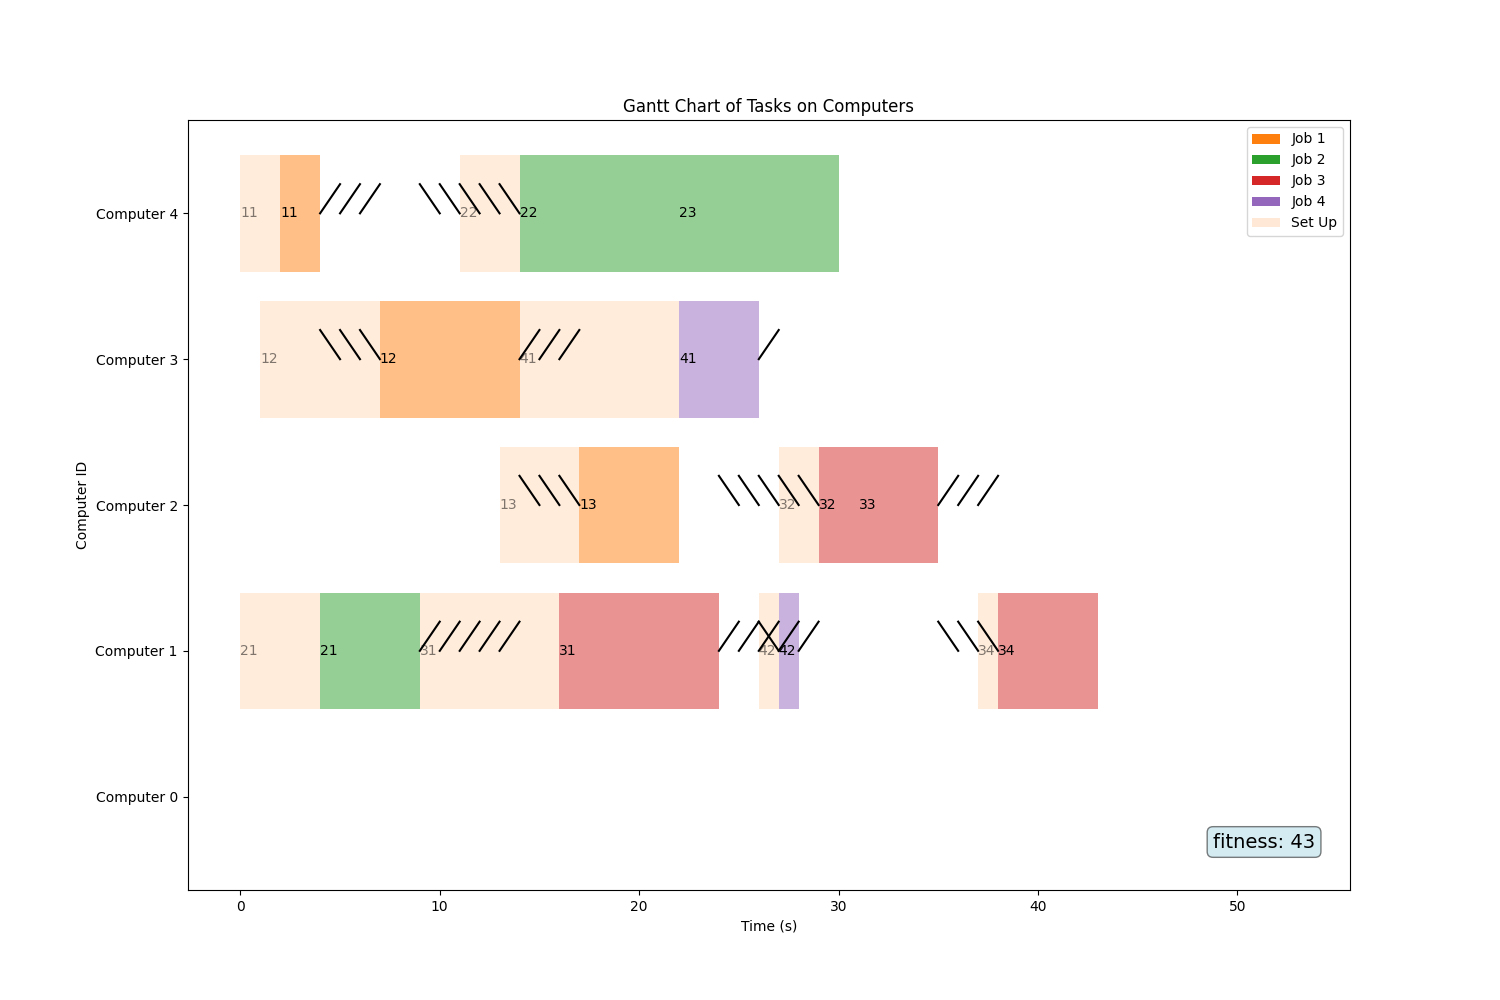 Gantt Chart of Tasks on Computers
Job 1
Job 2
Job 3
Job 4
Set Up
Computer 4
11 11 22 22 23
Computer 3
12 12 41 41
Computer 2
13 13 32 32 33
Computer 1
21 21 31 31 42 42 34 34
Computer 0
Computer ID
fitness: 43
0 10 20 30 40 50
Time (s)